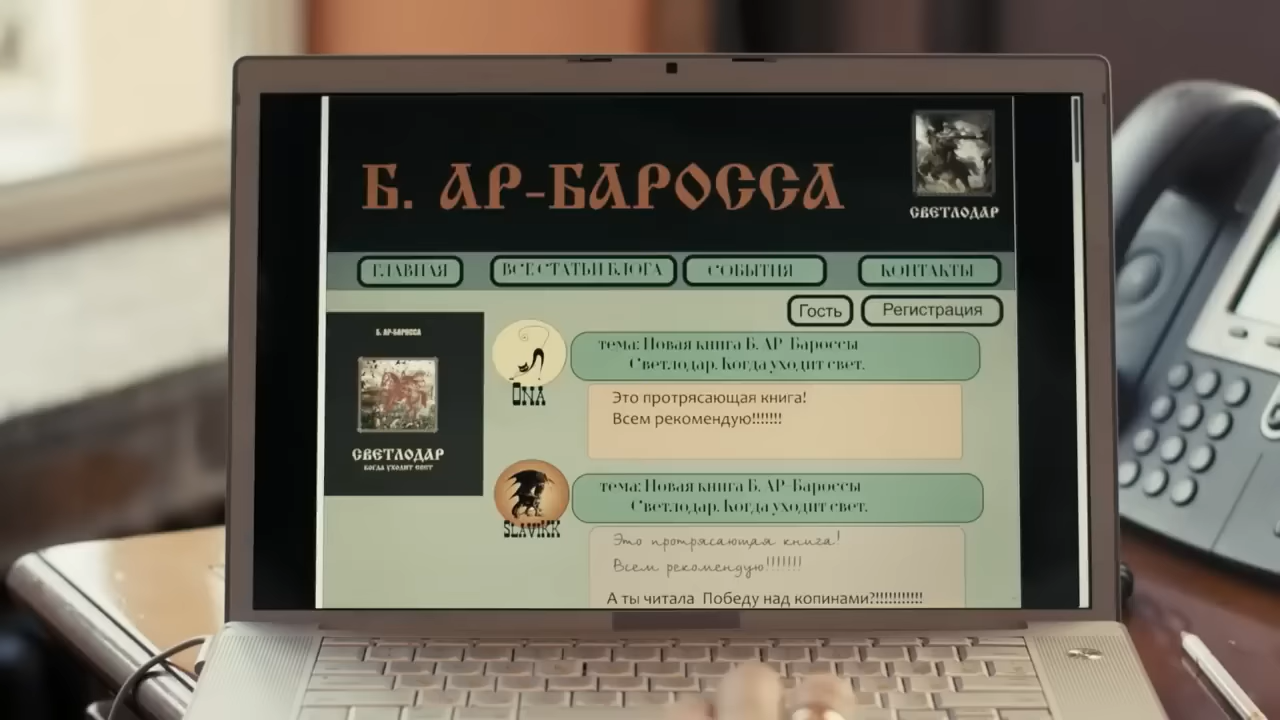 Б. АР-БАРОССА
СВЕТЛОДАР
ГЛАВНАЯ
ВСЕ СТАТЬИ БЛОГА
СОБЫТИЯ
КОНТАКТЫ
Гость
Регистрация
Б. АР-БАРОССА
СВЕТЛОДАР
КОГДА УХОДИТ СВЕТ
ONA
тема: Новая книга Б. АР-Бароссы
Светлодар. Когда уходит свет.
Это протрясающая книга!
Всем рекомендую!!!!!!!
SLAVIKK
тема: Новая книга Б. АР-Бароссы
Светлодар. Когда уходит свет.
Это протрясающая книга!
Всем рекомендую!!!!!!!
А ты читала Победу над копинами?!!!!!!!!!!!